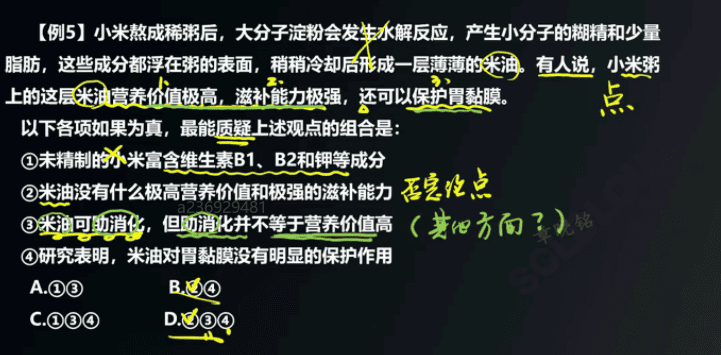 【例5】小米熬成稀粥后，大分子淀粉会发生水解反应，产生小分子的糊精和少量
脂肪，这些成分都浮在粥的表面，稍稍冷却后形成一层薄薄的米油。有人说，小米粥
上的这层米油营养价值极高，滋补能力极强，还可以保护胃黏膜。
1.
2.
3.
点
以下各项如果为真，最能质疑上述观点的组合是：
①未精制的小米富含维生素B1、B2和钾等成分
②米油没有什么极高营养价值和极强的滋补能力 否定论点
a236929481
③米油可助消化，但助消化并不等于营养价值高 （其他方面？）
④研究表明，米油对胃黏膜没有明显的保护作用
A.①③ B.②④
C.①③④ D.②③④